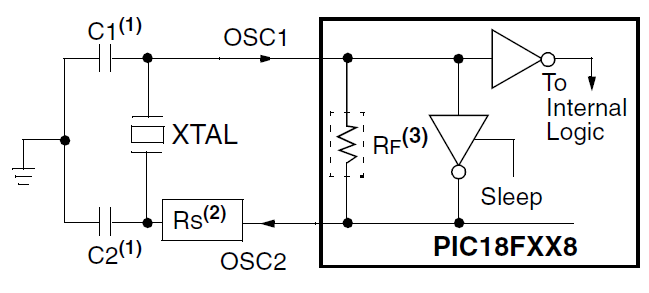 C1(1)
OSC1
To
Internal
Logic
XTAL
RF(3)
Sleep
RS(2)
C2(1)
OSC2
PIC18FXX8